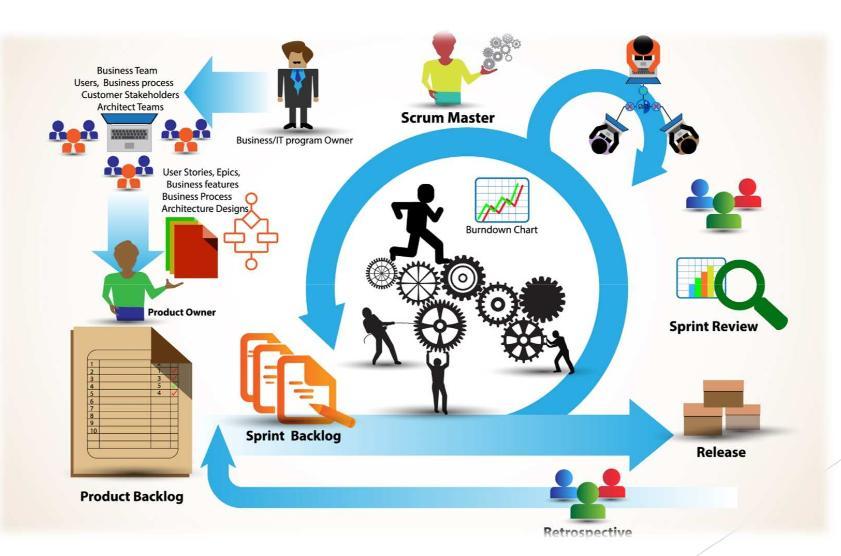 Business Team
Users, Business process
Customer Stakeholders
Architect Teams
Business/IT program Owner
Scrum Master
User Stories, Epics,
Business features
Business Process
Architecture Designs
Burndown Chart
Product Owner
Sprint Review
1
2
3
4
5
6
7
8
9
10
1
3
5
4
Sprint Backlog
Release
Product Backlog
Retrospective